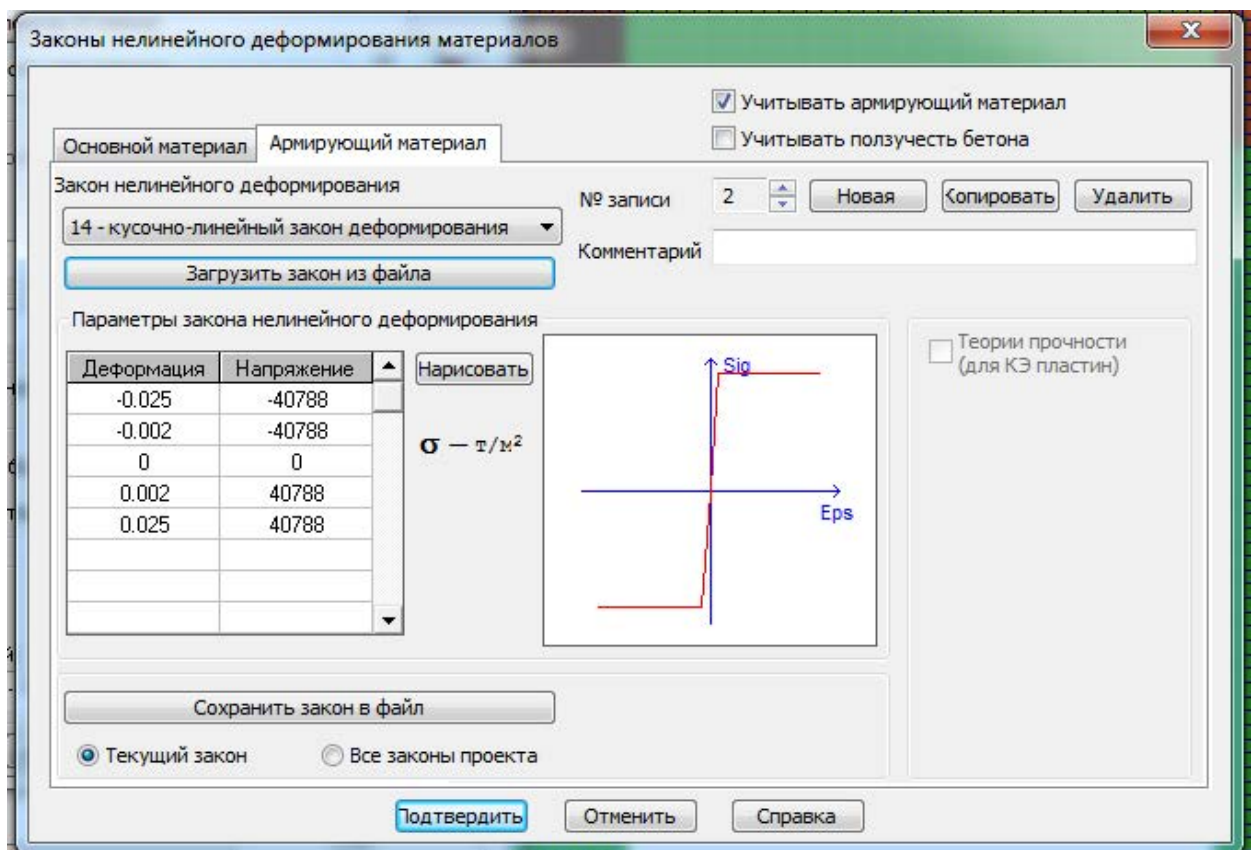 Законы нелинейного деформирования материалов
Учитывать армирующий материал
Учитывать ползучесть бетона
Основной материал
Армирующий материал
Закон нелинейного деформирования
№ записи
2
Новая
Копировать
Удалить
14 - кусочно-линейный закон деформирования
Комментарий
Загрузить закон из файла
Параметры закона нелинейного деформирования
Деформация Напряжение
-0.025 -40788
-0.002 -40788
0 0
0.002 40788
0.025 40788
Нарисовать
σ – т/м²
Sig
Eps
Теории прочности
(для КЭ пластин)
Сохранить закон в файл
Текущий закон
Все законы проекта
Подтвердить
Отменить
Справка